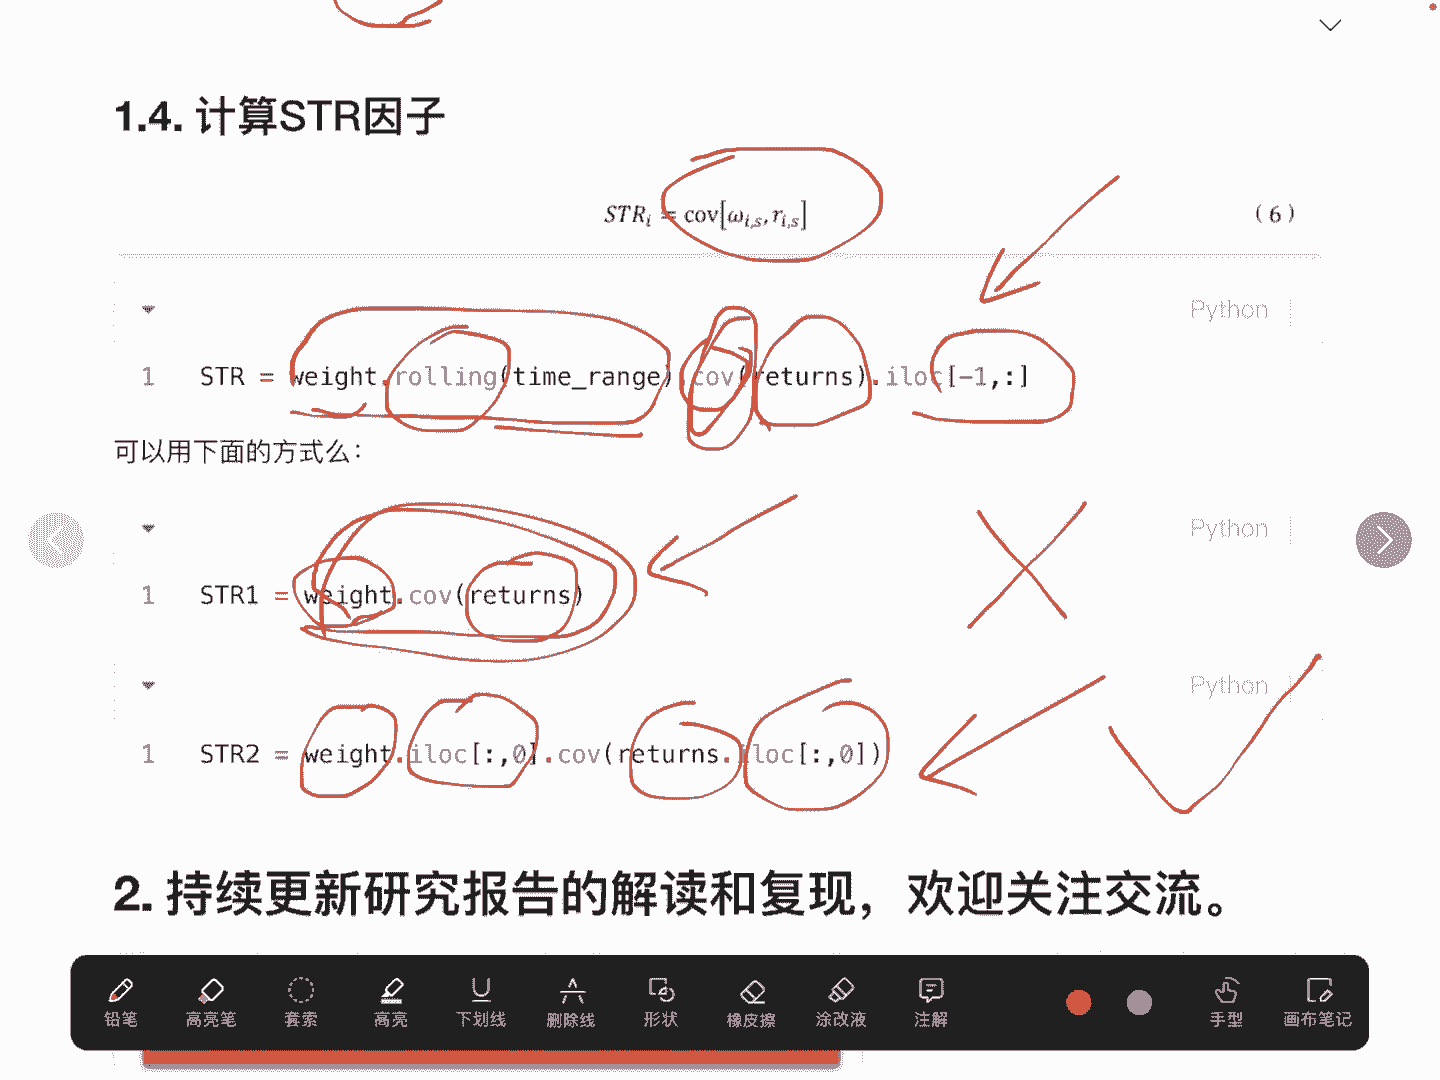 1.4. 计算STR因子
STR_i = cov[ω_{i,s}, r_{i,s}]
(6)
Python
1 STR = weight.rolling(time_range).cov(returns).iloc[-1,:]
可以用下面的方式么：
Python
1 STR1 = weight.cov(returns)
Python
1 STR2 = weight.iloc[:,0].cov(returns.iloc[:,0])
2. 持续更新研究报告的解读和复现，欢迎关注交流。
铅笔 高亮笔 套索 高亮 下划线 删除线 形状 橡皮擦 涂改液 注解 手型 画布笔记